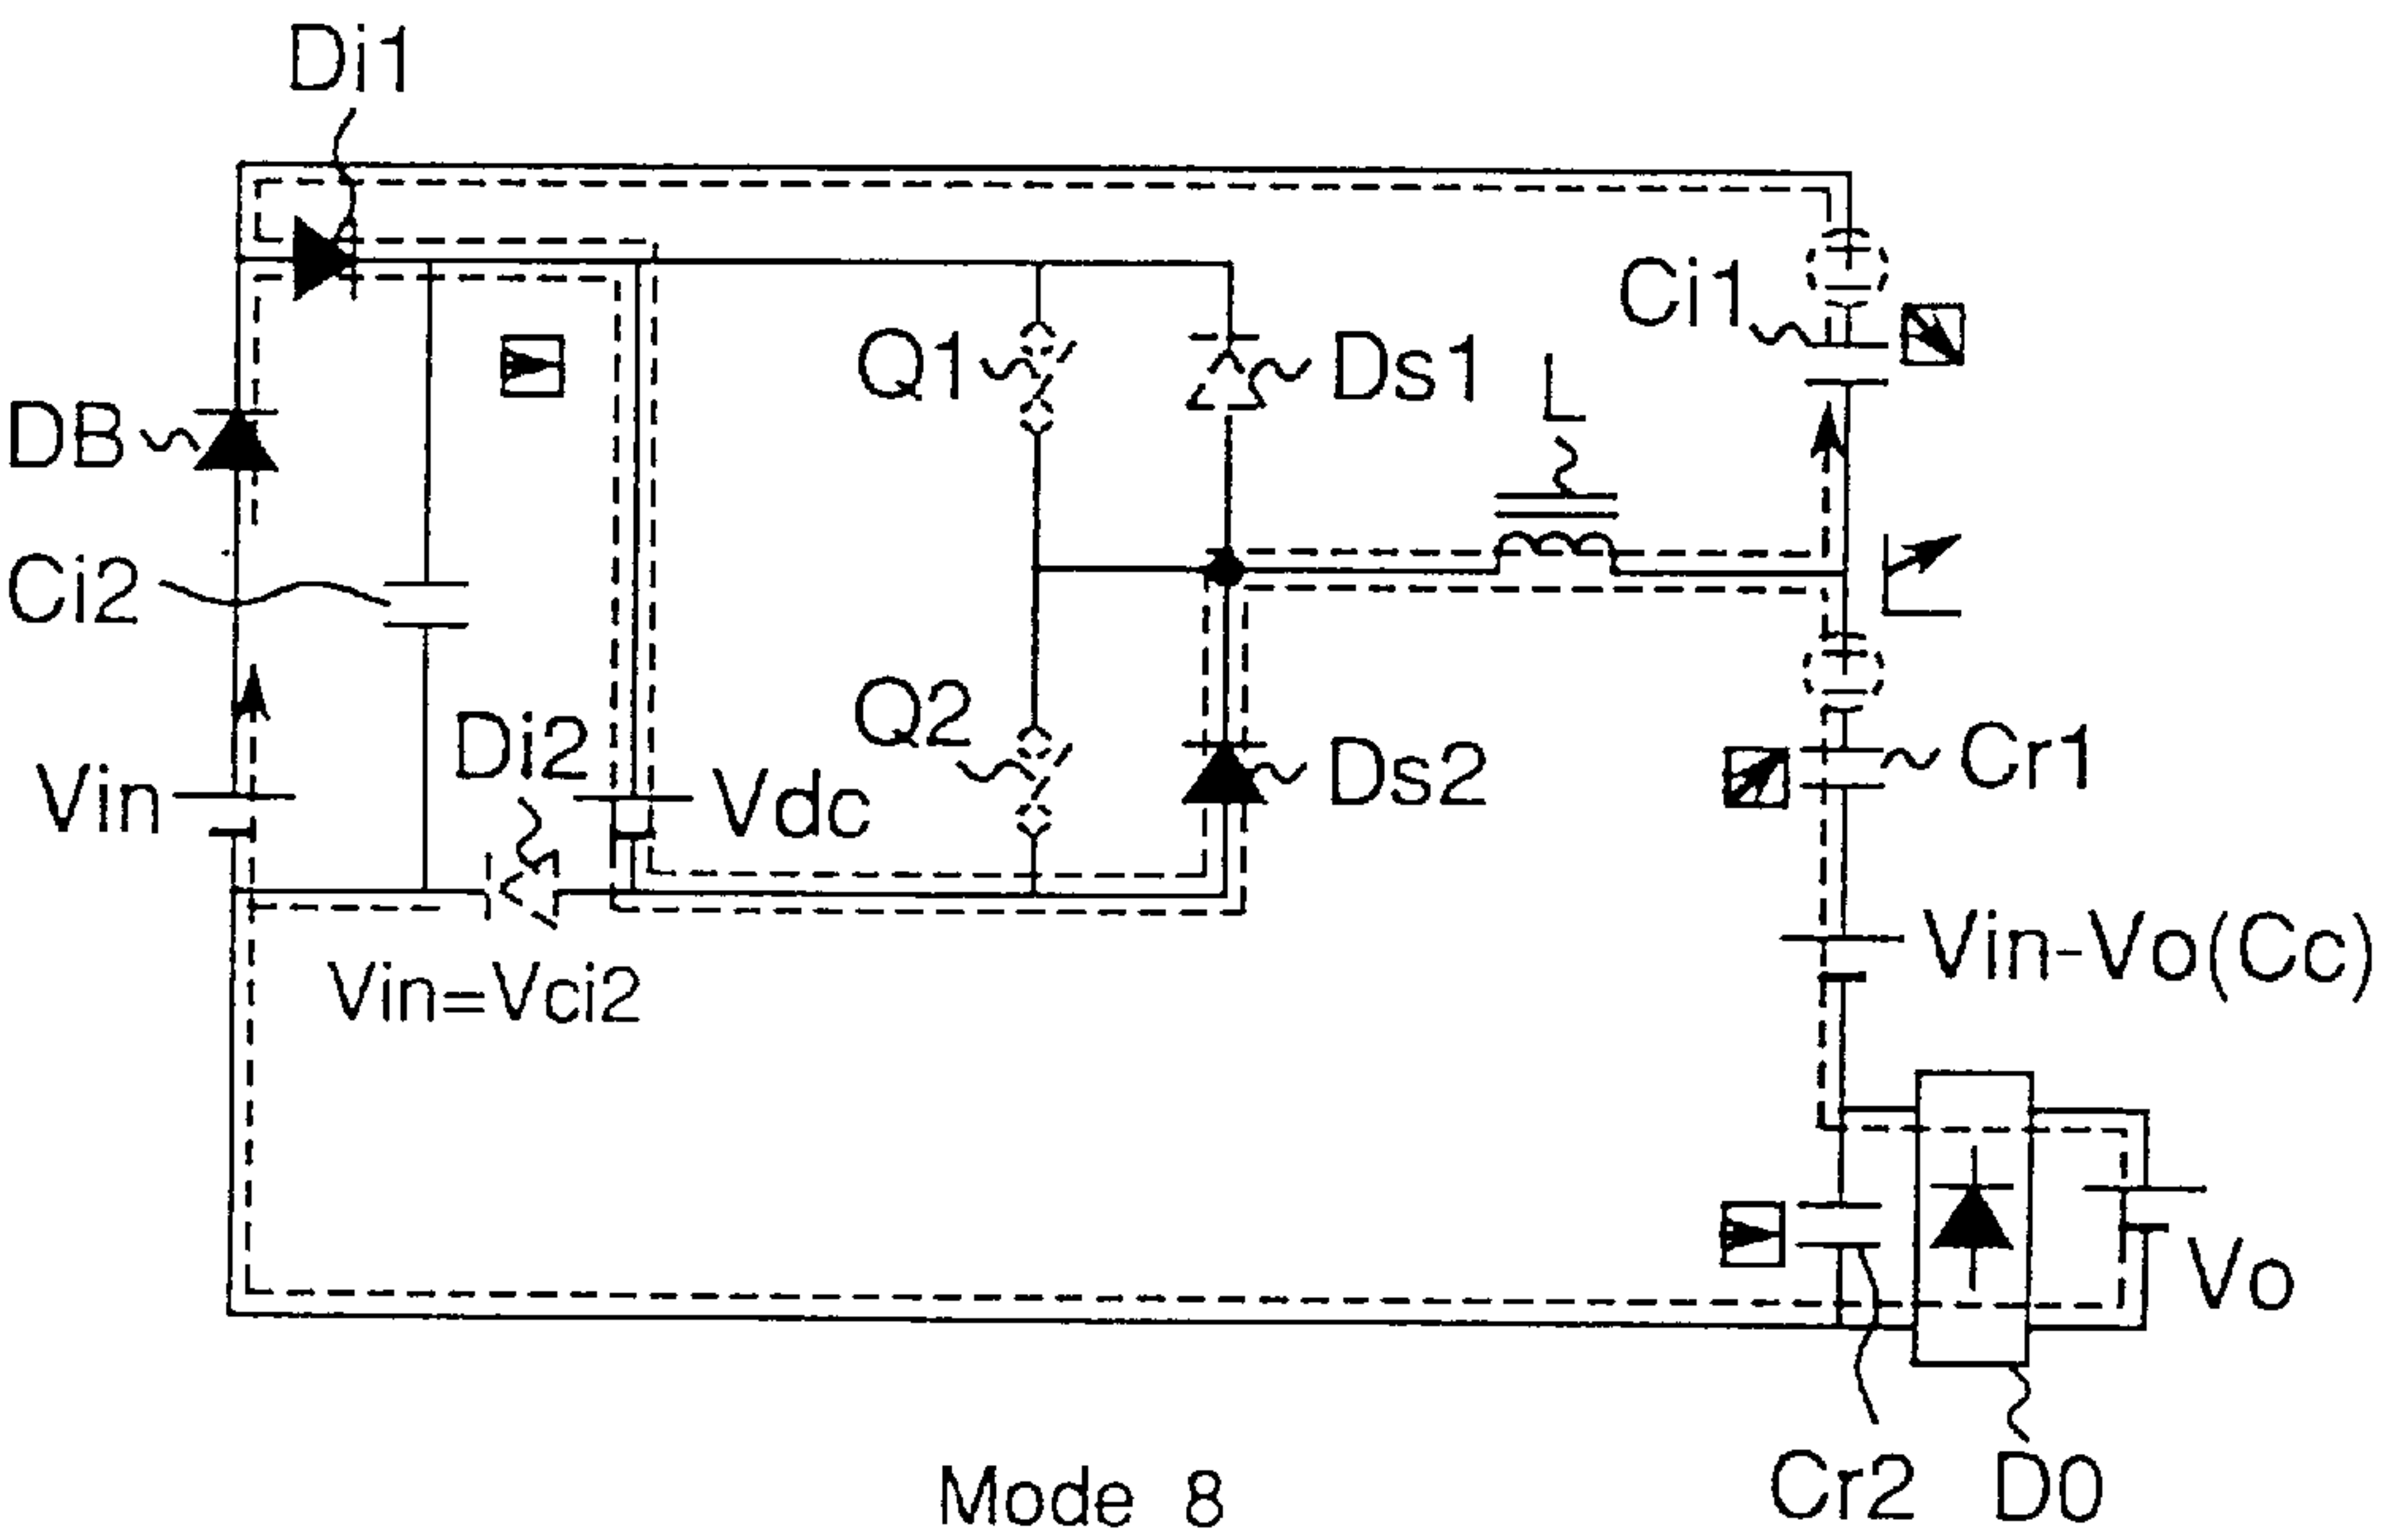 Di1
Ci1
Q1
Ds1
L
DB
Ci2
Q2
Di2
Ds2
Cr1
Vin
Vdc
Vin-Vo(Cc)
Vin=Vci2
Vo
Cr2
D0
Mode 8